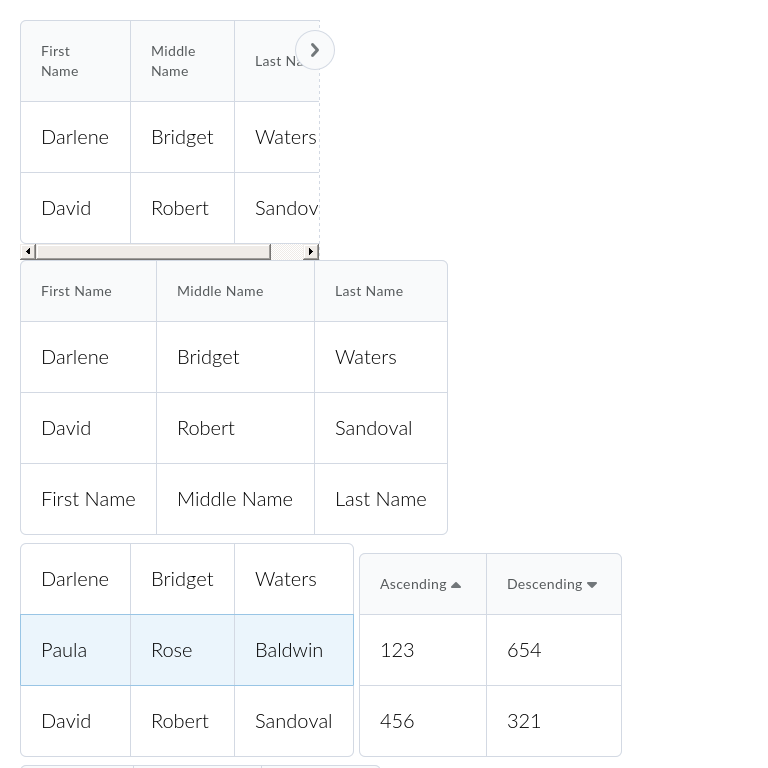 First Name Middle Name Last Na
Darlene Bridget Waters
David Robert Sandov
First Name Middle Name Last Name
Darlene Bridget Waters
David Robert Sandoval
First Name Middle Name Last Name
Darlene Bridget Waters
Paula Rose Baldwin
David Robert Sandoval
Ascending Descending
123 654
456 321